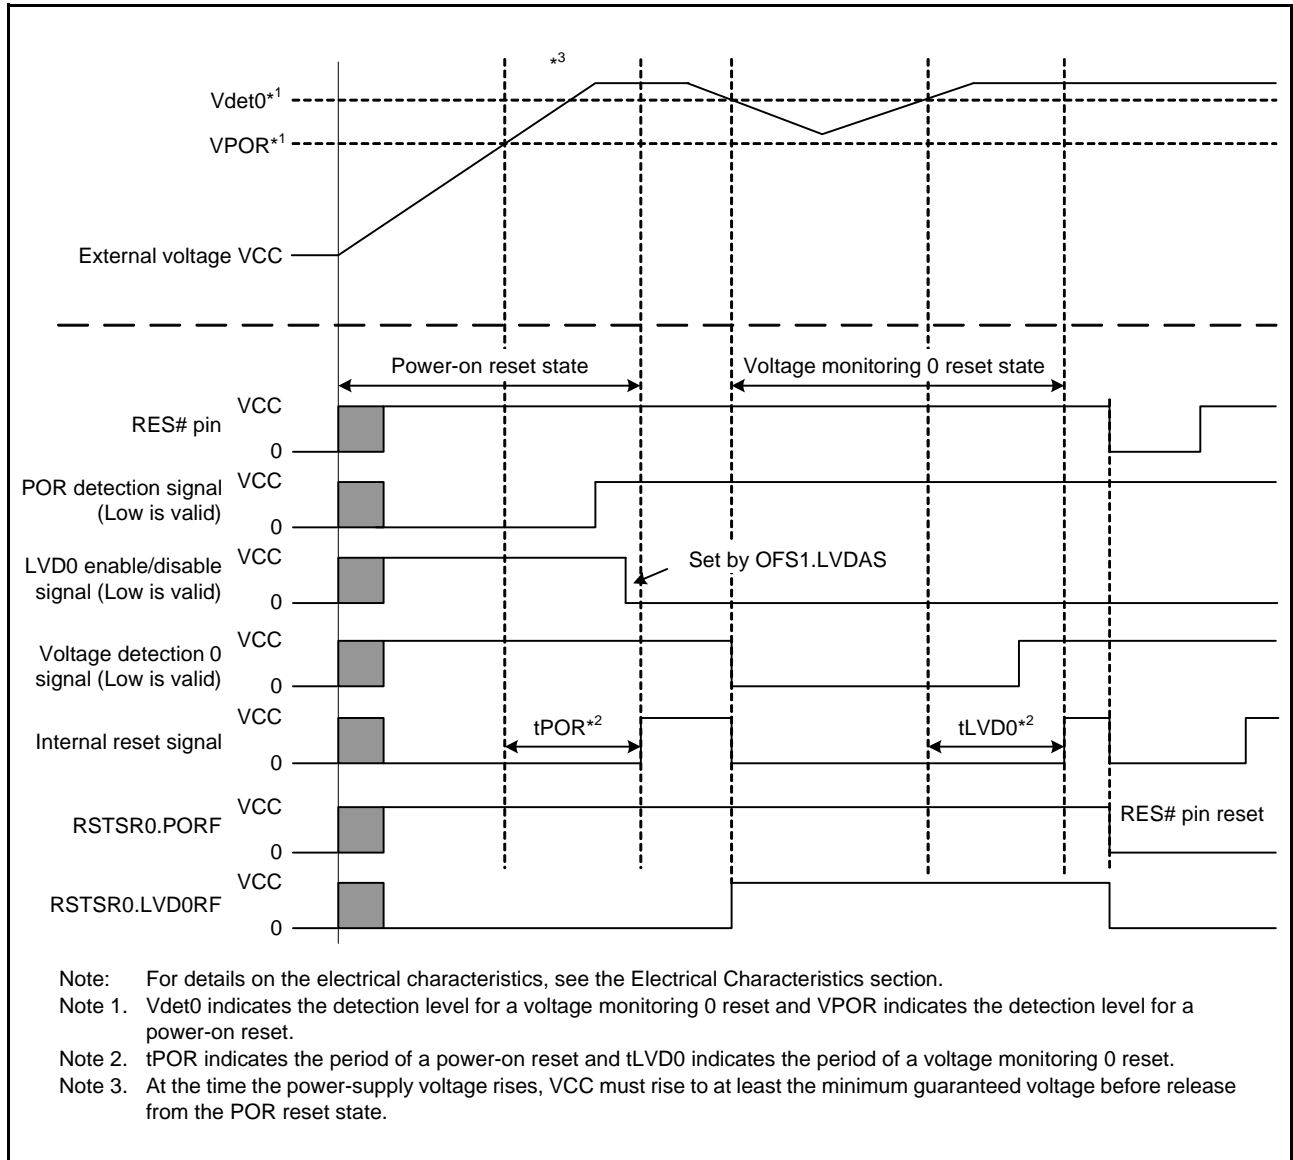 *3
Vdet0*1
VPOR*1
External voltage VCC
Power-on reset state
Voltage monitoring 0 reset state
VCC
RES# pin
0
VCC
POR detection signal
(Low is valid)
0
VCC
LVD0 enable/disable
signal (Low is valid)
0
Set by OFS1.LVDAS
VCC
Voltage detection 0
signal (Low is valid)
0
VCC
Internal reset signal
0
tPOR*2
tLVD0*2
VCC
RSTSR0.PORF
0
RES# pin reset
VCC
RSTSR0.LVD0RF
0
Note: For details on the electrical characteristics, see the Electrical Characteristics section.
Note 1. Vdet0 indicates the detection level for a voltage monitoring 0 reset and VPOR indicates the detection level for a
power-on reset.
Note 2. tPOR indicates the period of a power-on reset and tLVD0 indicates the period of a voltage monitoring 0 reset.
Note 3. At the time the power-supply voltage rises, VCC must rise to at least the minimum guaranteed voltage before release
from the POR reset state.